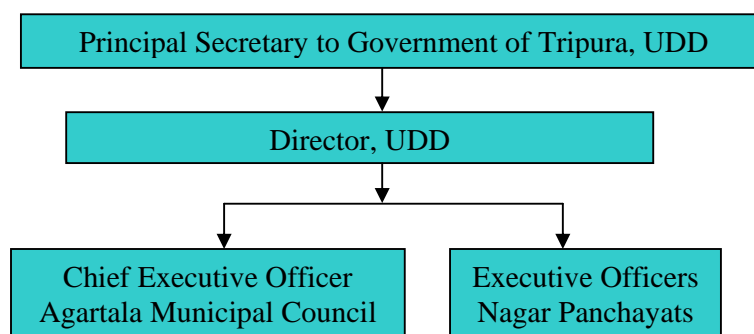 Principal Secretary to Government of Tripura, UDD
Director, UDD
Chief Executive Officer
Agartala Municipal Council
Executive Officers
Nagar Panchayats